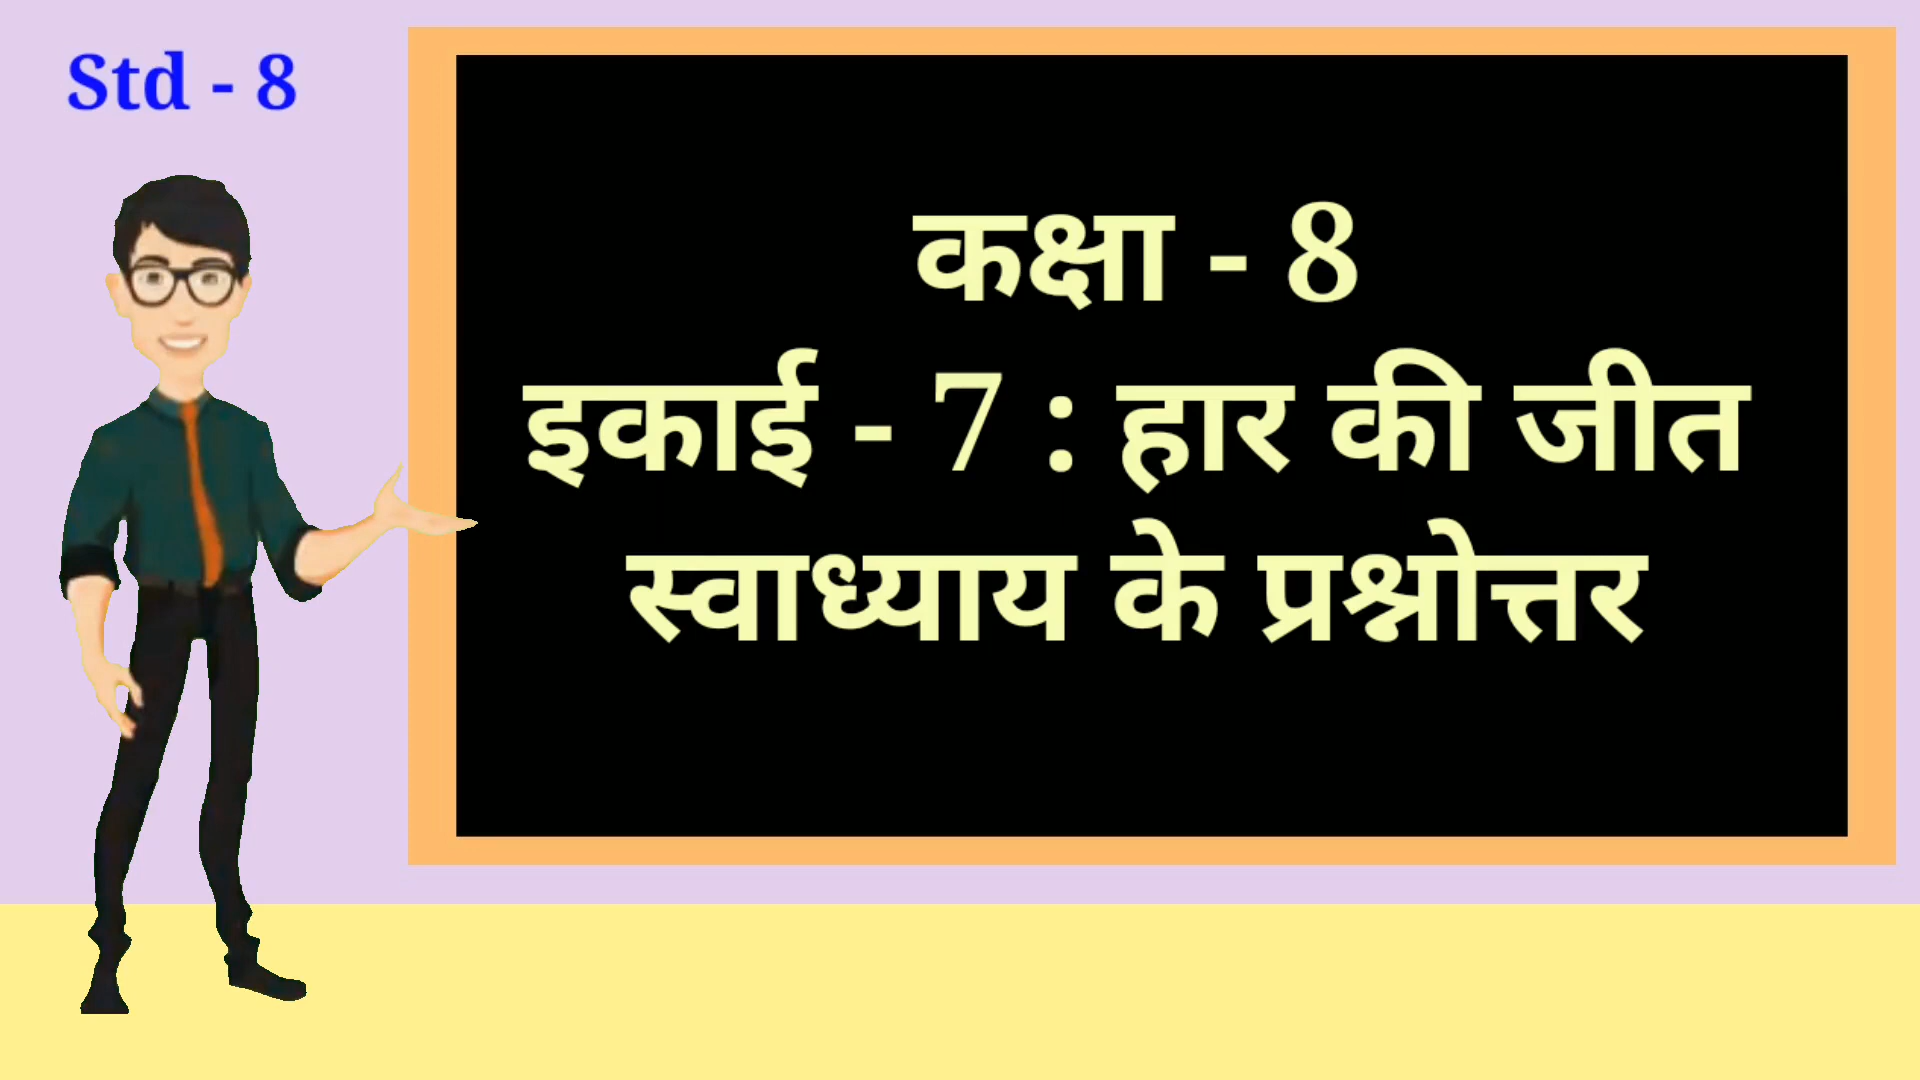 Std - 8
कक्षा - 8
इकाई - 7 : हार की जीत
स्वाध्याय के प्रश्नोत्तर